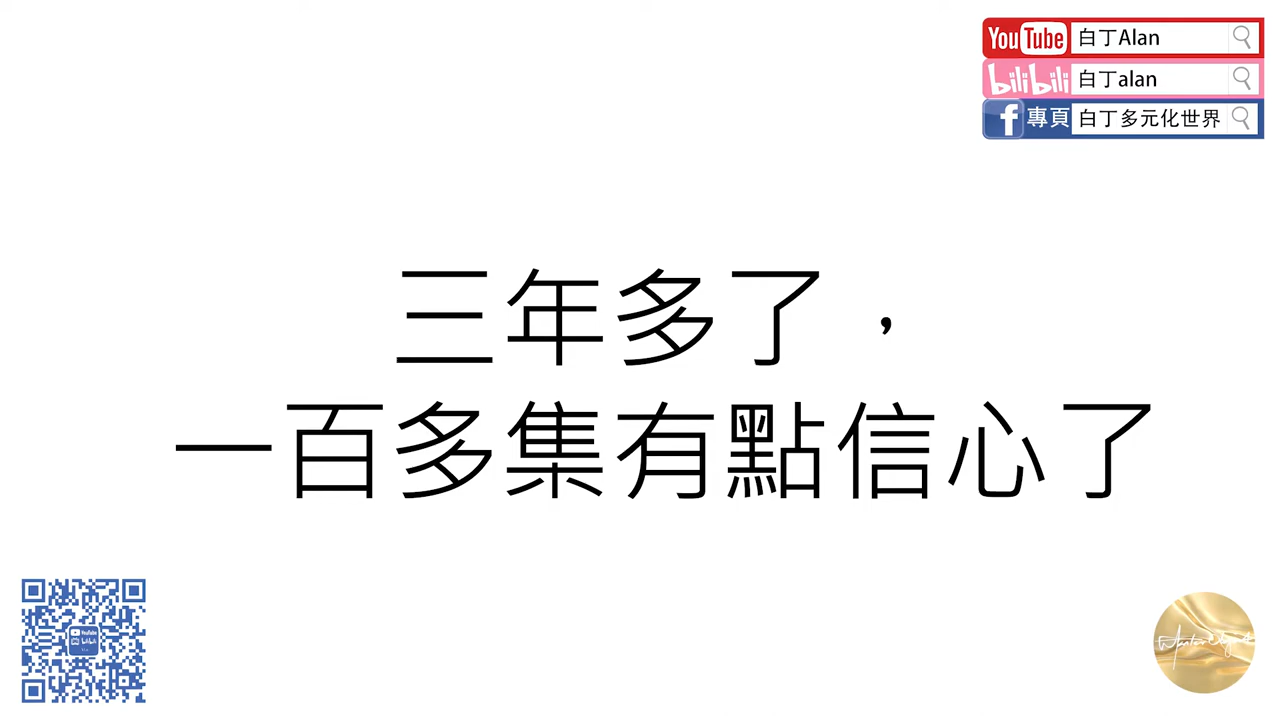 YouTube 白丁Alan
bilibili 白丁alan
f 專頁 白丁多元化世界
三年多了，
一百多集有點信心了